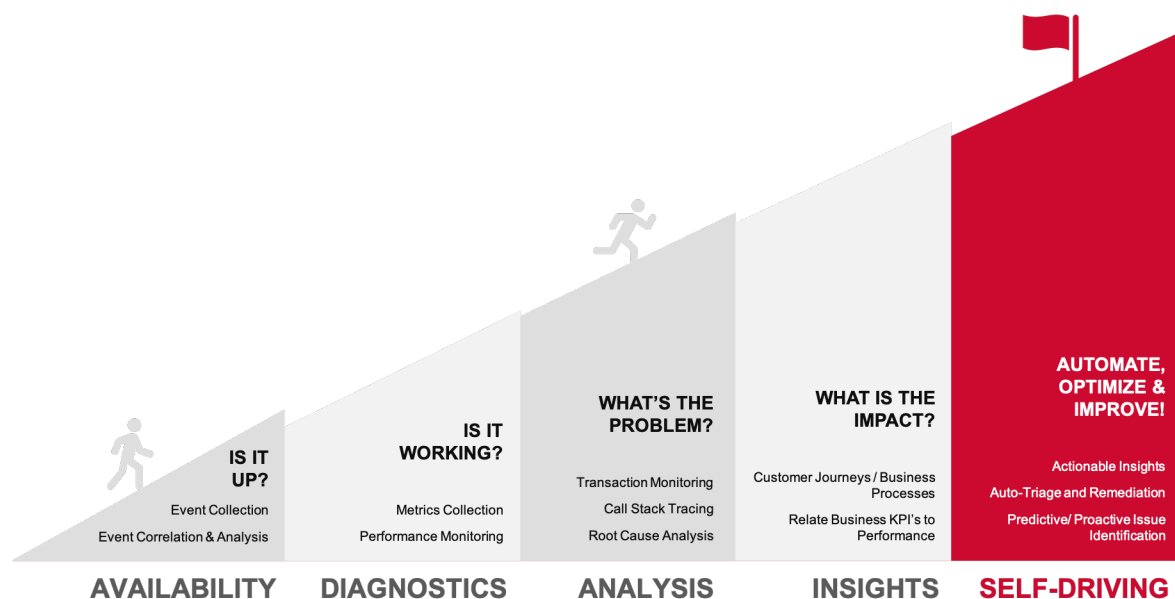 IS IT
UP?
Event Collection
Event Correlation & Analysis
AVAILABILITY
IS IT
WORKING?
Metrics Collection
Performance Monitoring
DIAGNOSTICS
WHAT'S THE
PROBLEM?
Transaction Monitoring
Call Stack Tracing
Root Cause Analysis
ANALYSIS
WHAT IS THE
IMPACT?
Customer Journeys / Business
Processes
Relate Business KPI's to
Performance
INSIGHTS
AUTOMATE,
OPTIMIZE &
IMPROVE!
Actionable Insights
Auto-Triage and Remediation
Predictive/ Proactive Issue
Identification
SELF-DRIVING